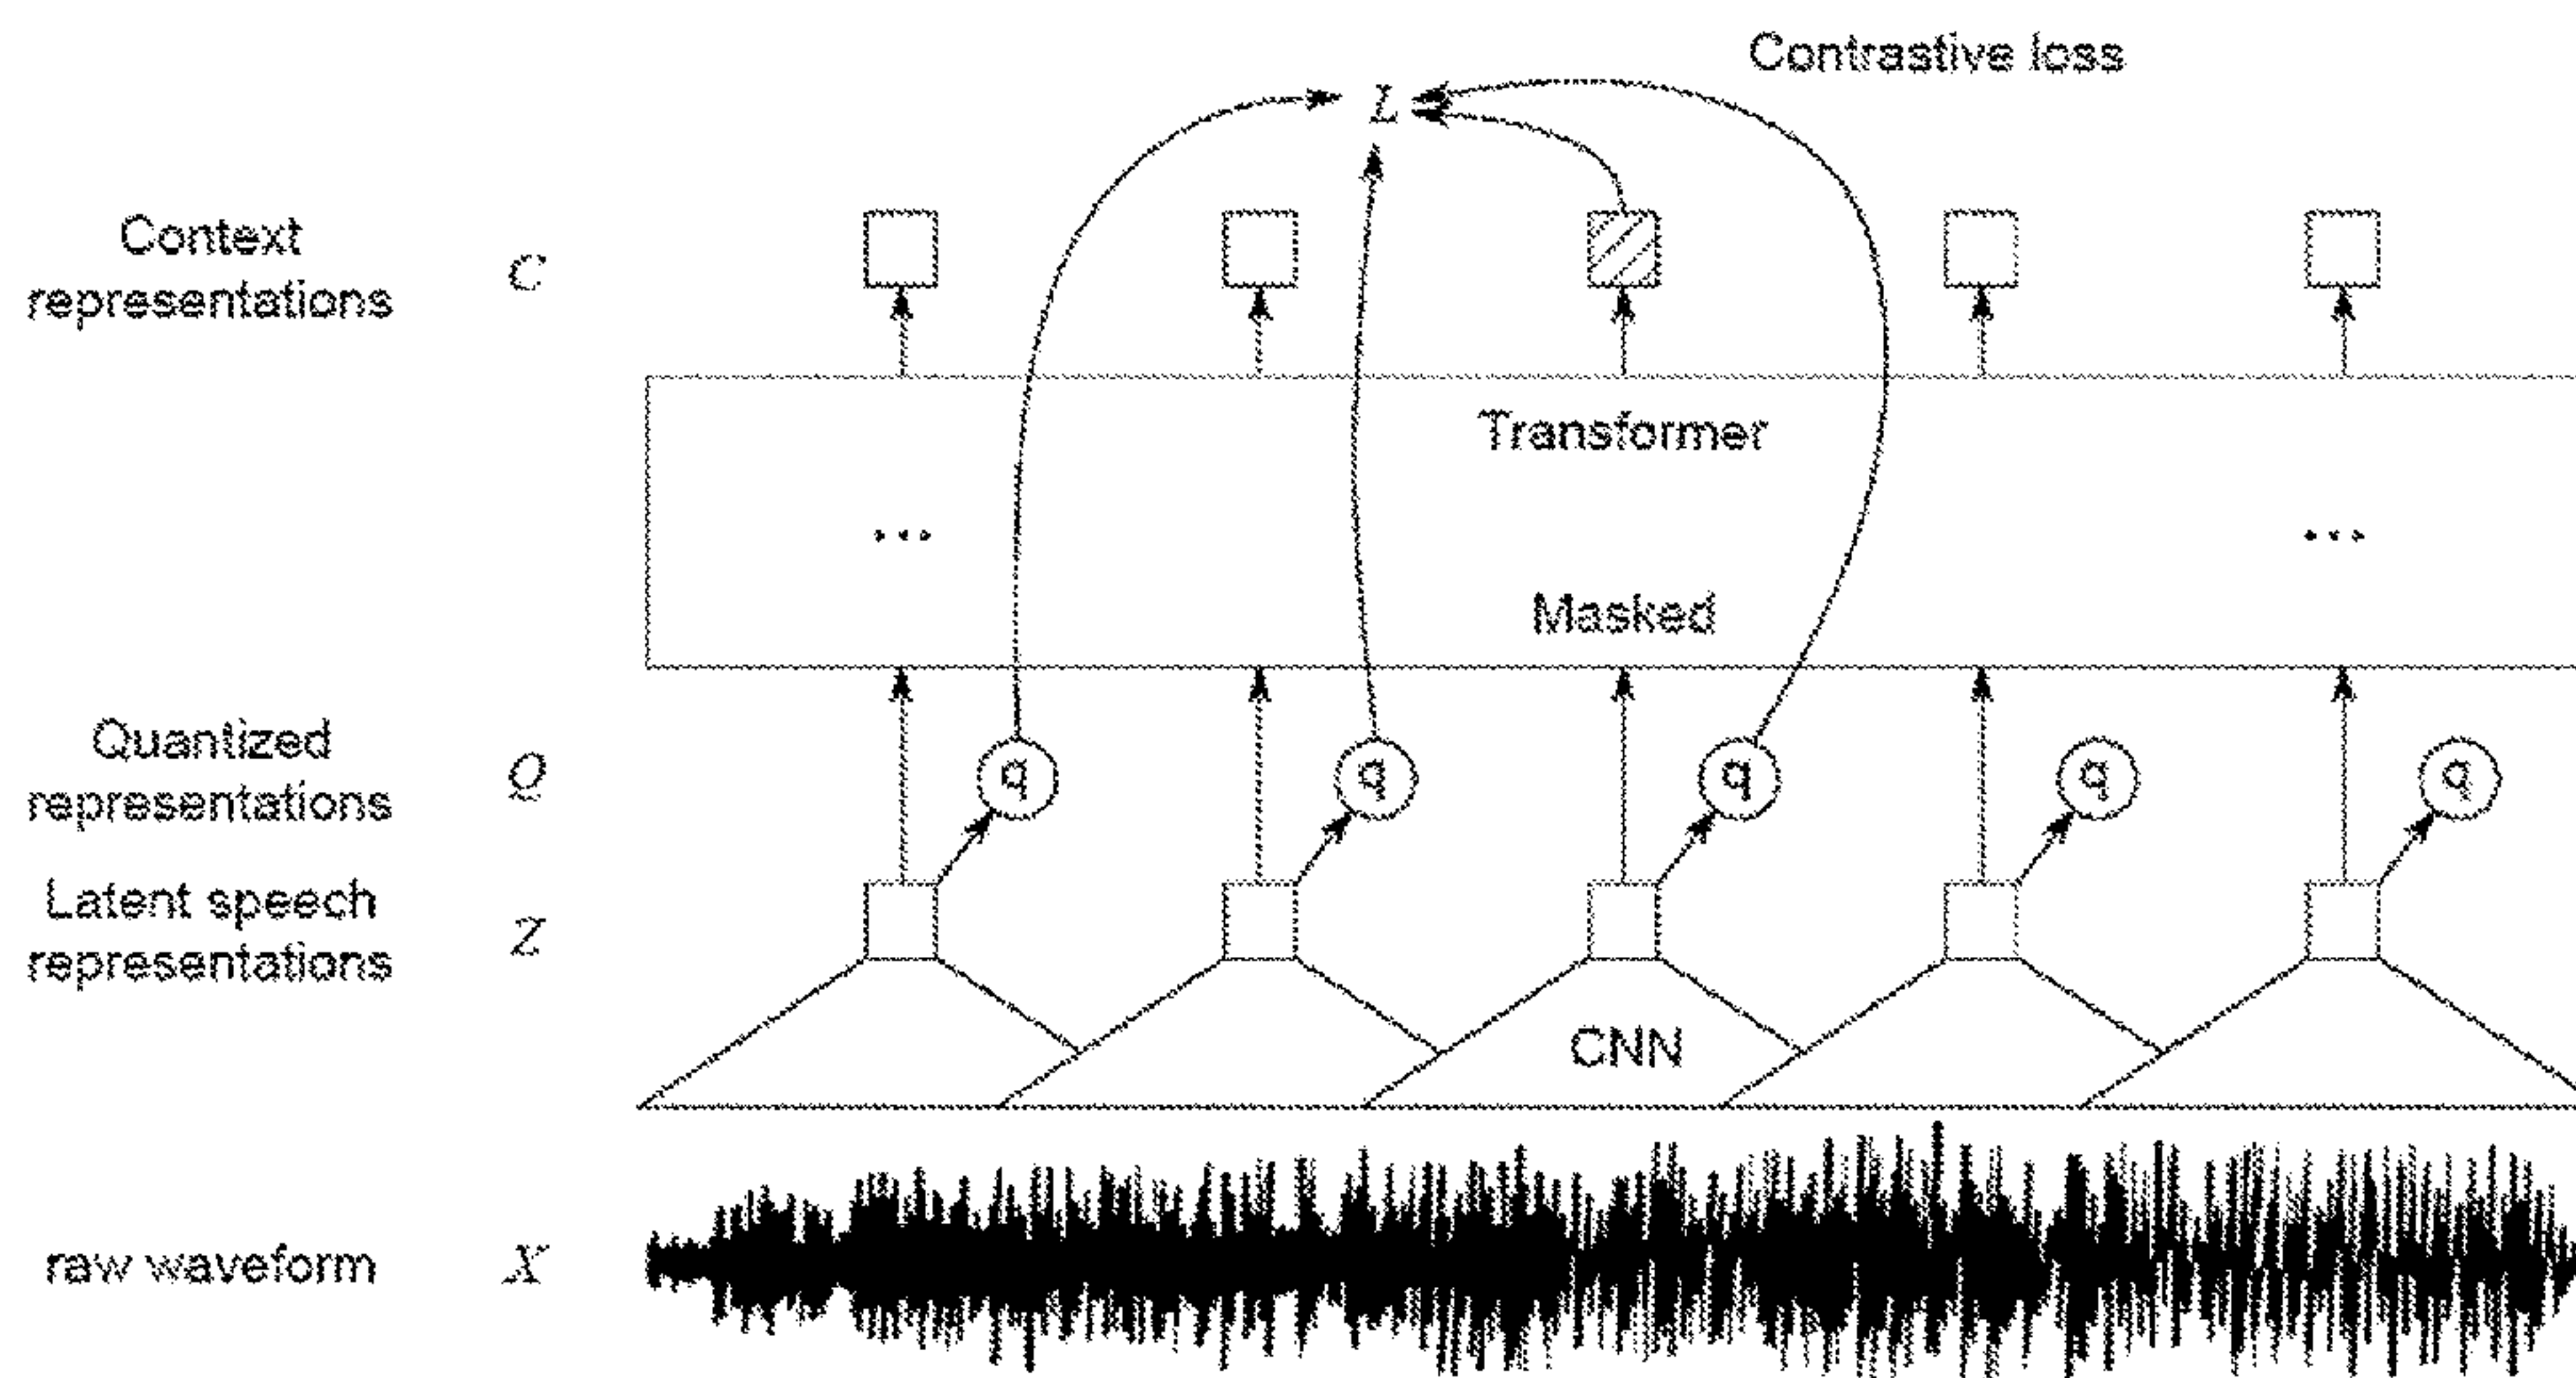 Contrastive loss
L
Context
representations
C
Transformer
...
...
Masked
Quantized
representations
Q
q
q
q
q
q
Latent speech
representations
Z
CNN
raw waveform
X